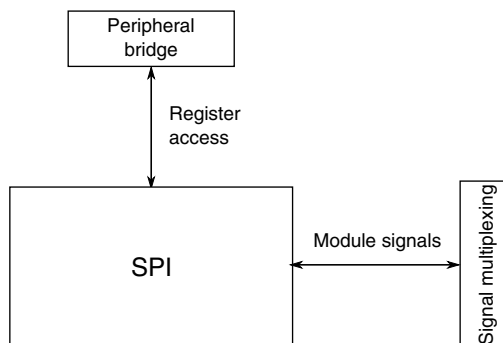 Peripheral
bridge
Register
access
SPI
Module signals
Signal multiplexing